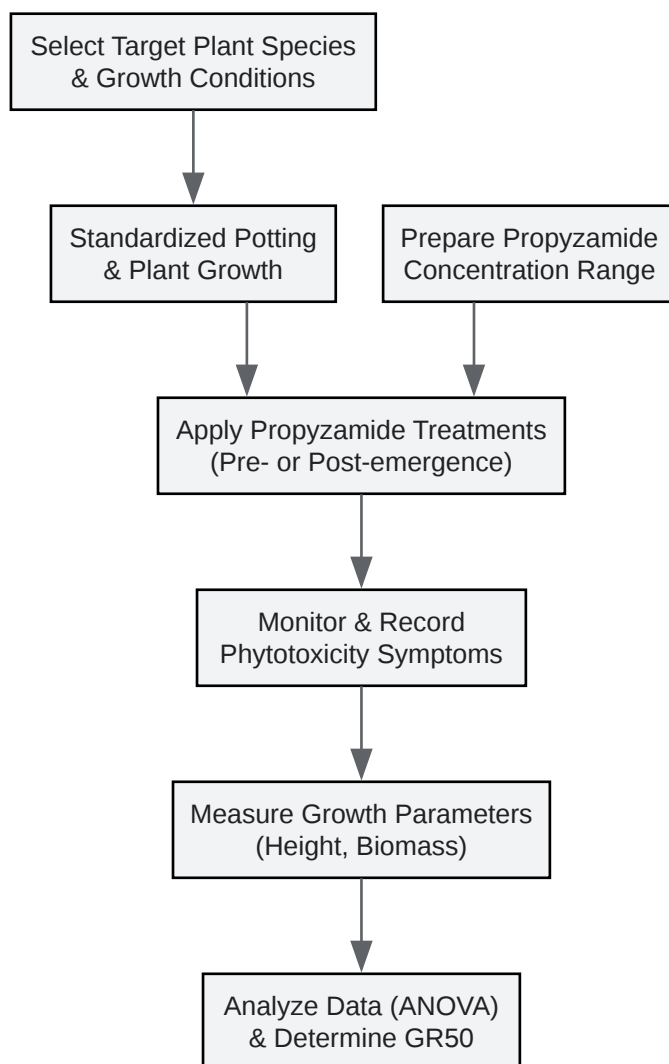 Select Target Plant Species
& Growth Conditions
Standardized Potting
& Plant Growth
Prepare Propyzamide
Concentration Range
Apply Propyzamide Treatments
(Pre- or Post-emergence)
Monitor & Record
Phytotoxicity Symptoms
Measure Growth Parameters
(Height, Biomass)
Analyze Data (ANOVA)
& Determine GR50